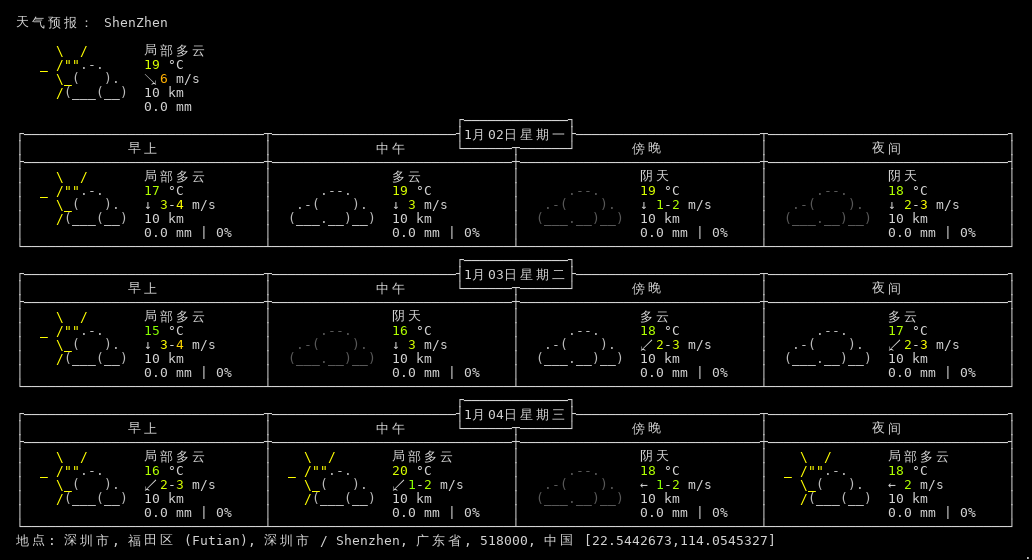 天气预报： ShenZhen
局部多云
19 °C
↘6 m/s
10 km
0.0 mm
1月02日星期一
早上 中午 傍晚 夜间
局部多云 多云 阴天 阴天
17 °C 19 °C 19 °C 18 °C
↓ 3-4 m/s ↓ 3 m/s ↓ 1-2 m/s ↓ 2-3 m/s
10 km 10 km 10 km 10 km
0.0 mm | 0% 0.0 mm | 0% 0.0 mm | 0% 0.0 mm | 0%
1月03日星期二
早上 中午 傍晚 夜间
局部多云 阴天 多云 多云
15 °C 16 °C 18 °C 17 °C
↓ 3-4 m/s ↓ 3 m/s ↙2-3 m/s ↙2-3 m/s
10 km 10 km 10 km 10 km
0.0 mm | 0% 0.0 mm | 0% 0.0 mm | 0% 0.0 mm | 0%
1月04日星期三
早上 中午 傍晚 夜间
局部多云 局部多云 阴天 局部多云
16 °C 20 °C 18 °C 18 °C
↙2-3 m/s ↙1-2 m/s ← 1-2 m/s ← 2 m/s
10 km 10 km 10 km 10 km
0.0 mm | 0% 0.0 mm | 0% 0.0 mm | 0% 0.0 mm | 0%
地点: 深圳市, 福田区 (Futian), 深圳市 / Shenzhen, 广东省, 518000, 中国 [22.5442673,114.0545327]